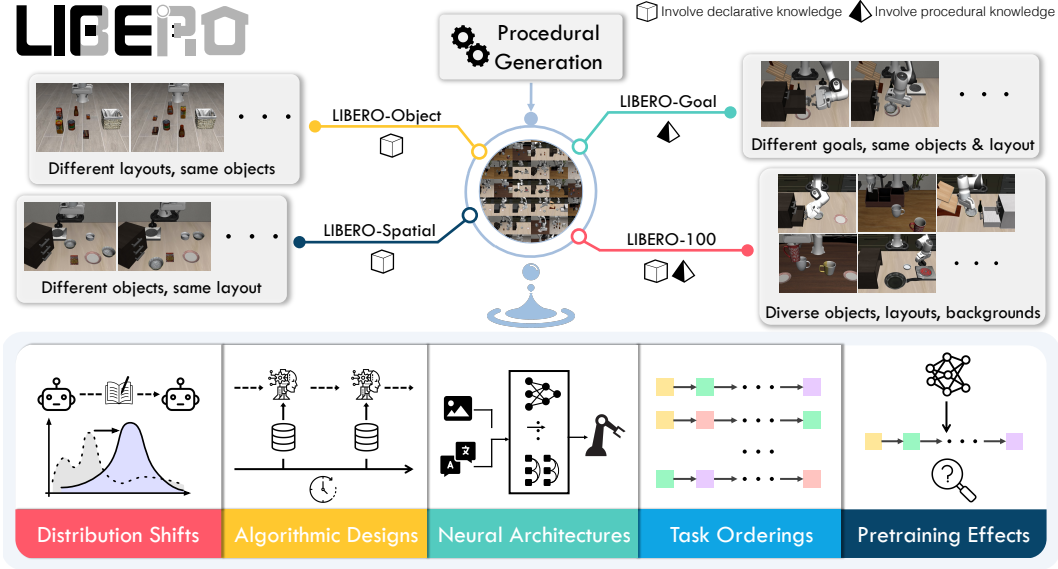 LIBERO
Involve declarative knowledge
Involve procedural knowledge
Procedural
Generation
LIBERO-Object
LIBERO-Goal
Different layouts, same objects
Different goals, same objects & layout
LIBERO-Spatial
LIBERO-100
Different objects, same layout
Diverse objects, layouts, backgrounds
A
?
Distribution Shifts
Algorithmic Designs
Neural Architectures
Task Orderings
Pretraining Effects